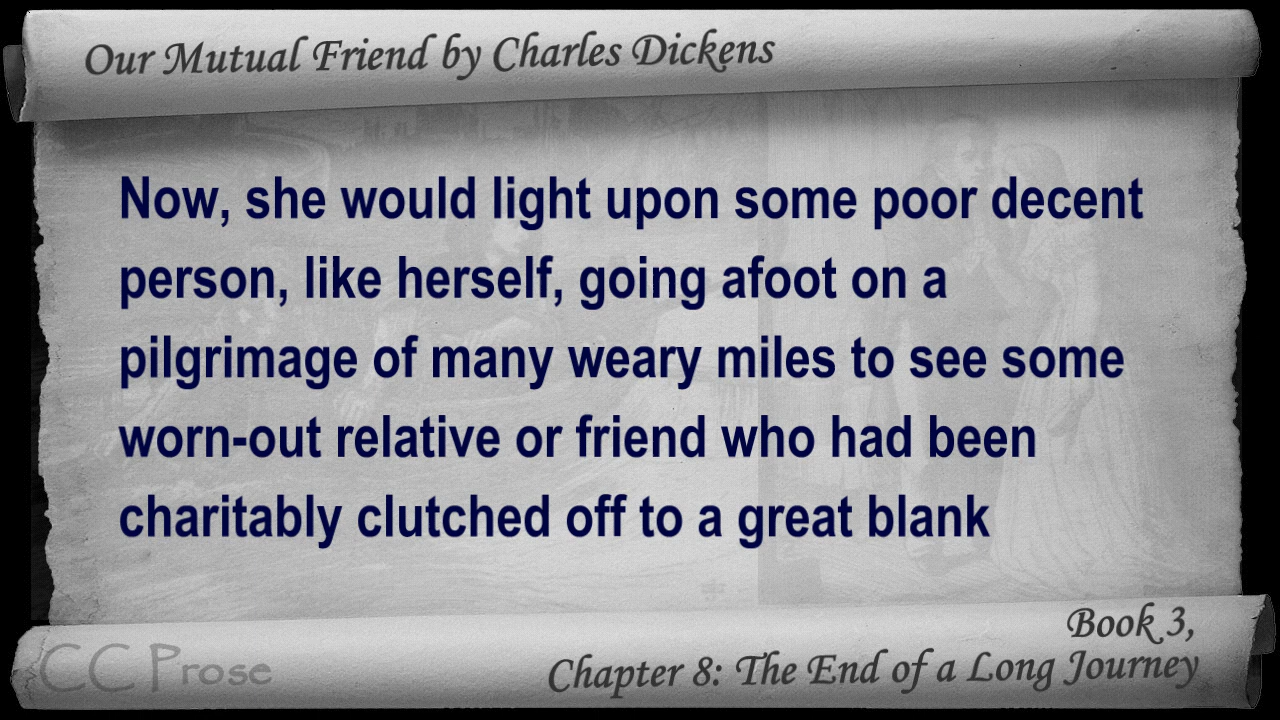 Our Mutual Friend by Charles Dickens
Now, she would light upon some poor decent
person, like herself, going afoot on a
pilgrimage of many weary miles to see some
worn-out relative or friend who had been
charitably clutched off to a great blank
Book 3,
Chapter 8: The End of a Long Journey
CC Prose